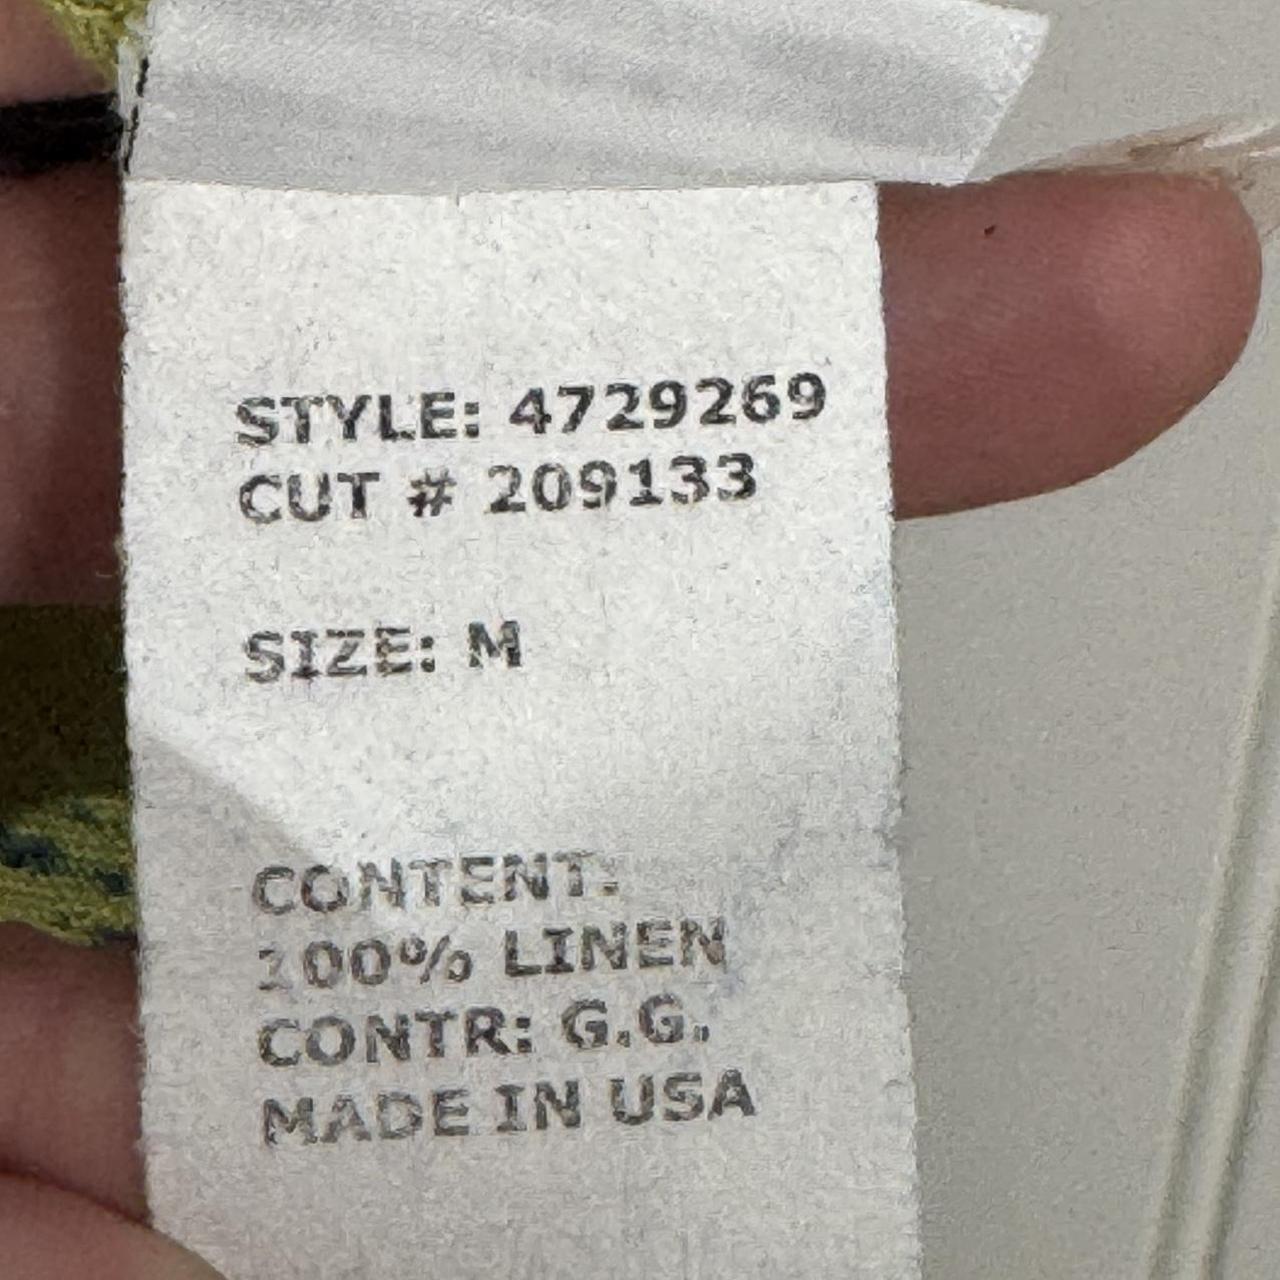 STYLE: 4729269
CUT # 209133
SIZE: M
CONTENT:
100% LINEN
CONTR: G.G.
MADE IN USA